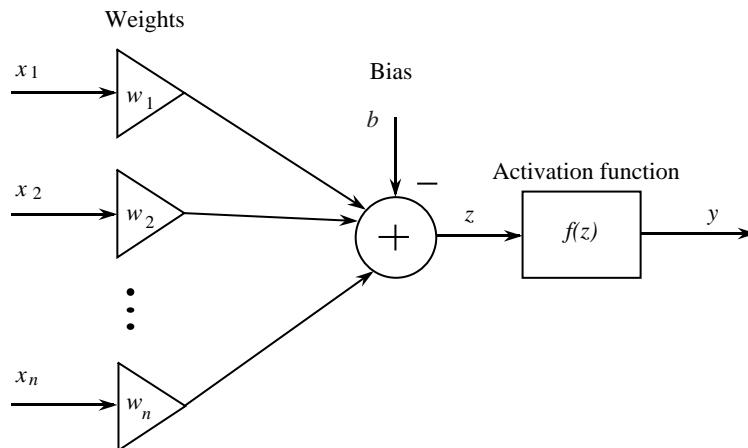 Weights
x1
w1
Bias
b
x2
w2
−
+
z
Activation function
f(z)
y
xn
wn